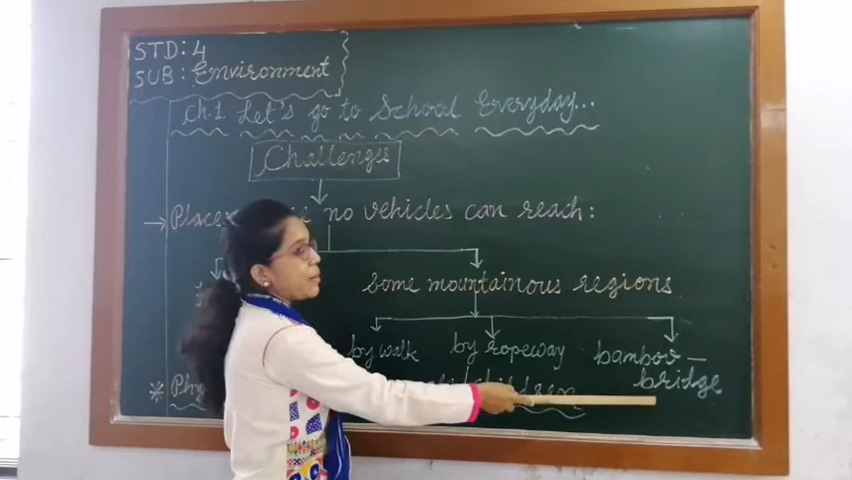 STD: 4
SUB: Environment
Ch.1. Let's go to School Everyday...
Challenges
→ no vehicles can reach:
Some mountainous regions
by walk by ropeway bamboo-
bridge
* children